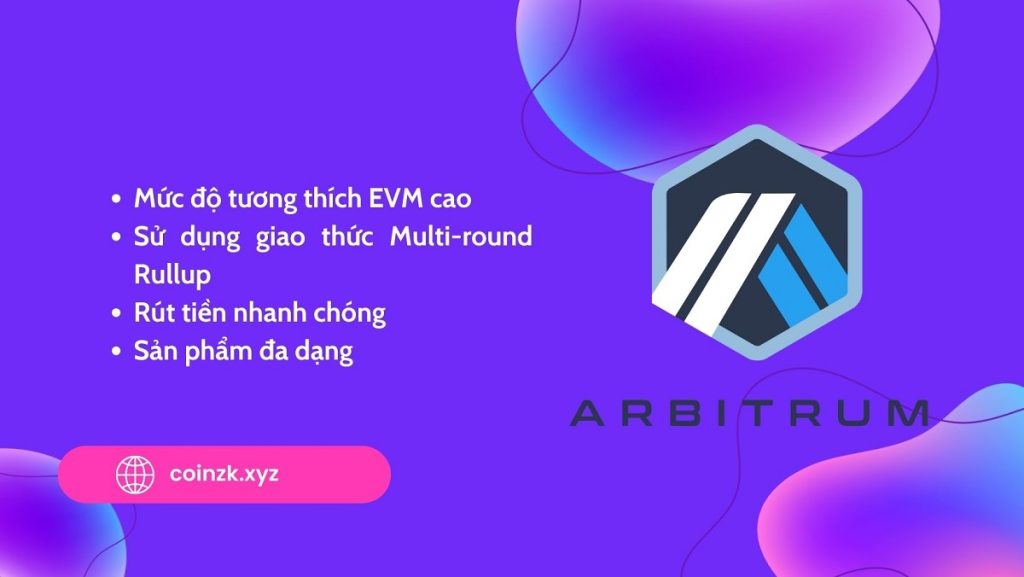 Mức độ tương thích EVM cao
Sử dụng giao thức Multi-round
Rullup
Rút tiền nhanh chóng
Sản phẩm đa dạng
ARBITRUM
coinzk.xyz